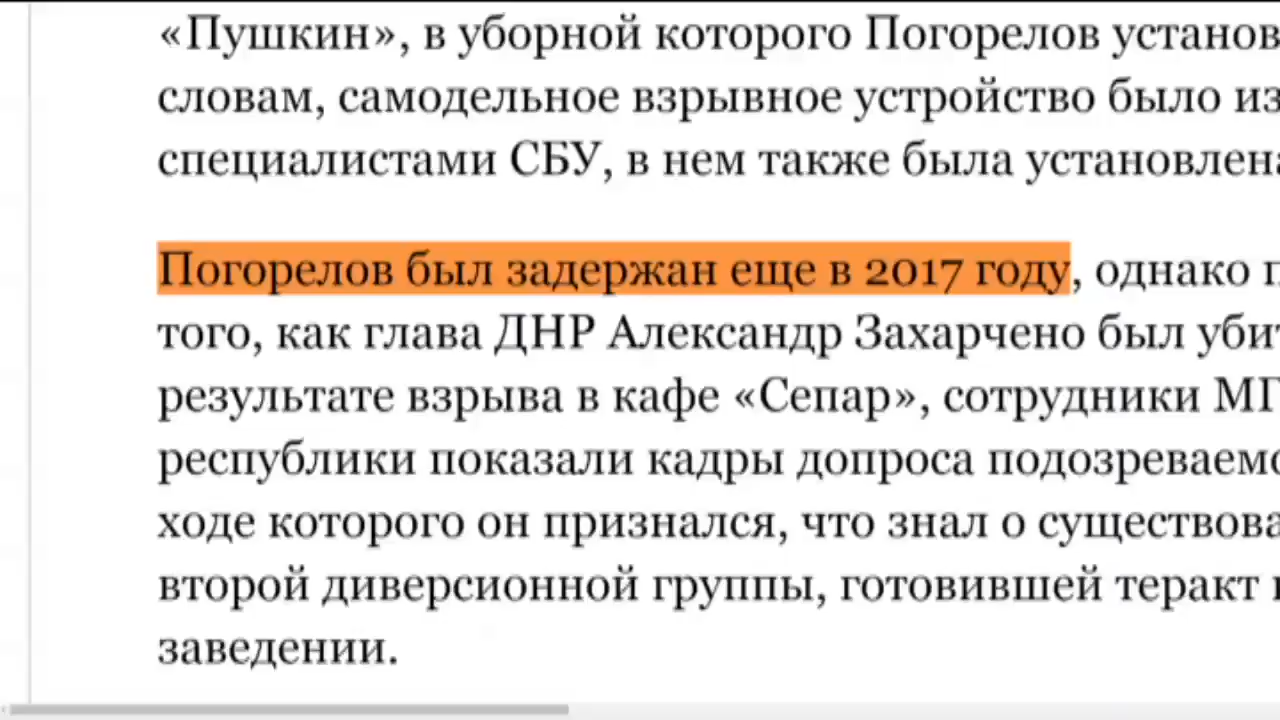 «Пушкин», в уборной которого Погорелов установ
словам, самодельное взрывное устройство было из
специалистами СБУ, в нем также была установлена
Погорелов был задержан еще в 2017 году, однако п
того, как глава ДНР Александр Захарчено был уби
результате взрыва в кафе «Сепар», сотрудники МГ
республики показали кадры допроса подозреваемо
ходе которого он признался, что знал о существова
второй диверсионной группы, готовившей теракт в
заведении.